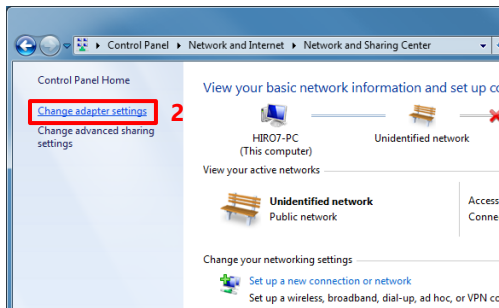 Control Panel
Network and Internet
Network and Sharing Center
Control Panel Home
Change adapter settings
2
Change advanced sharing
settings
View your basic network information and set up
HIRO7-PC
(This computer)
Unidentified network
View your active networks
Unidentified network
Public network
Access
Conne
Change your networking settings
Set up a new connection or network
Set up a wireless, broadband, dial-up, ad hoc, or VPN